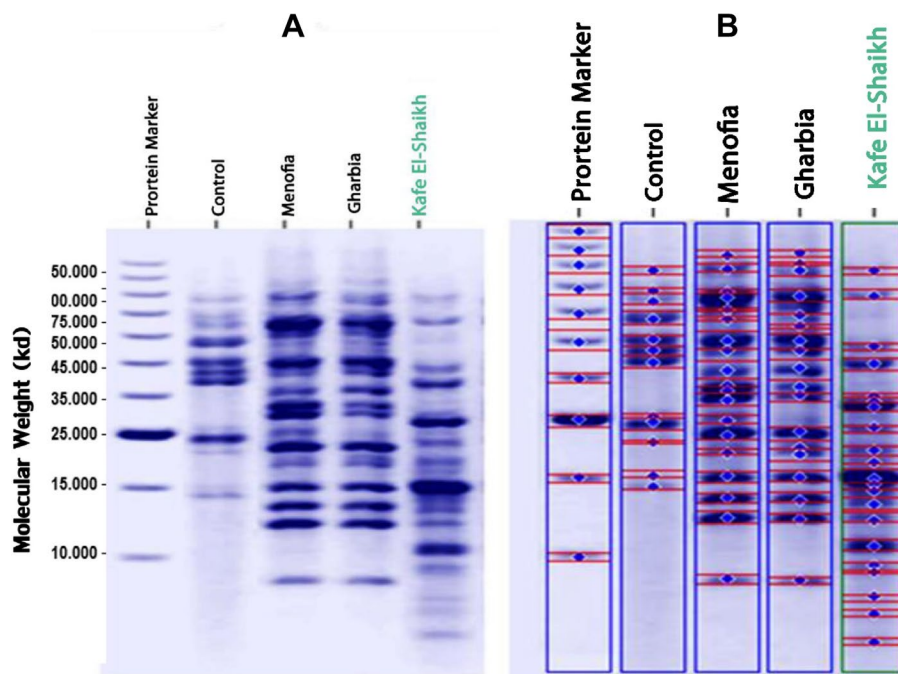 A
Prortein Marker
Control
Menofia
Gharbia
Kafe El-Shaikh
Molecular Weight (kd)
50.000
00.000
75.000
50.000
45.000
35.000
25.000
15.000
10.000
B
Prortein Marker
Control
Menofia
Gharbia
Kafe El-Shaikh